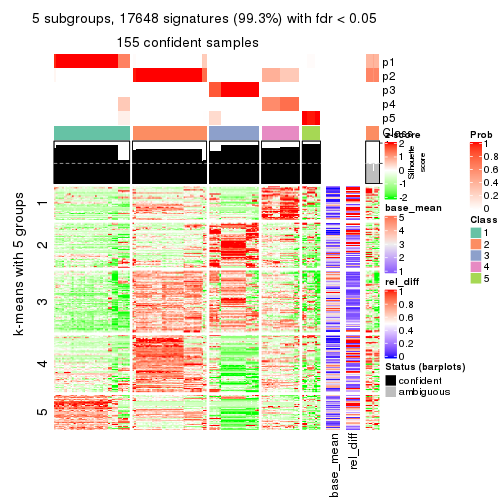 5 subgroups, 17648 signatures (99.3%) with fdr < 0.05
155 confident samples
p1
p2
p3
p4
p5
Class
Silhouette
score
k-means with 5 groups
1
2
3
4
5
base_mean
rel_diff
z-score
2
1
0
-1
-2
base_mean
5
4
3
2
1
rel_diff
1
0.8
0.6
0.4
0.2
0
Status (barplots)
confident
ambiguous
Prob
1
0.8
0.6
0.4
0.2
0
Class
1
2
3
4
5